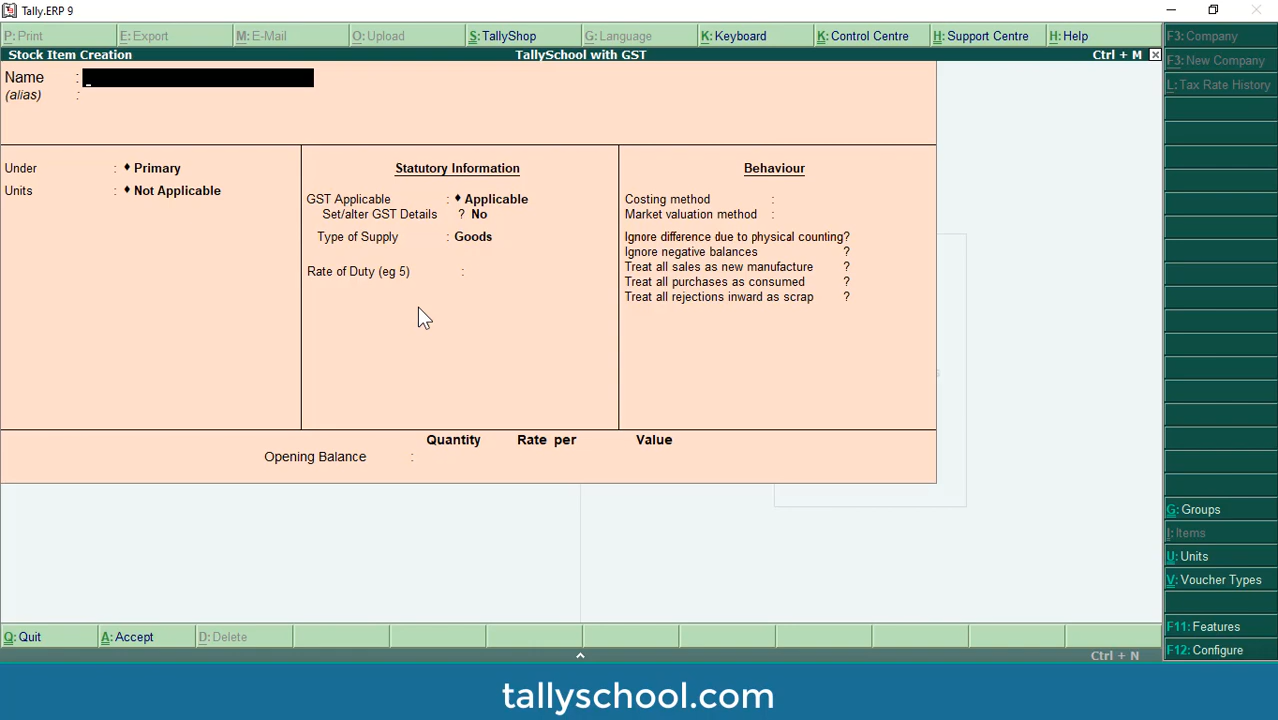 Tally.ERP 9
P: Print
E: Export
M: E-Mail
O: Upload
S: TallyShop
G: Language
K: Keyboard
K: Control Centre
H: Support Centre
H: Help
F3: Company
Stock Item Creation
TallySchool with GST
Ctrl + M
F3: New Company
Name :
(alias) :
L: Tax Rate History
Under : ♦ Primary
Units : ♦ Not Applicable
Statutory Information
GST Applicable : ♦ Applicable
Set/alter GST Details ? No
Type of Supply : Goods
Rate of Duty (eg 5) :
Behaviour
Costing method :
Market valuation method :
Ignore difference due to physical counting?
Ignore negative balances ?
Treat all sales as new manufacture ?
Treat all purchases as consumed ?
Treat all rejections inward as scrap ?
Quantity Rate per Value
Opening Balance :
G: Groups
I: Items
U: Units
V: Voucher Types
F11: Features
F12: Configure
Q: Quit
A: Accept
D: Delete
Ctrl + N
tallyschool.com